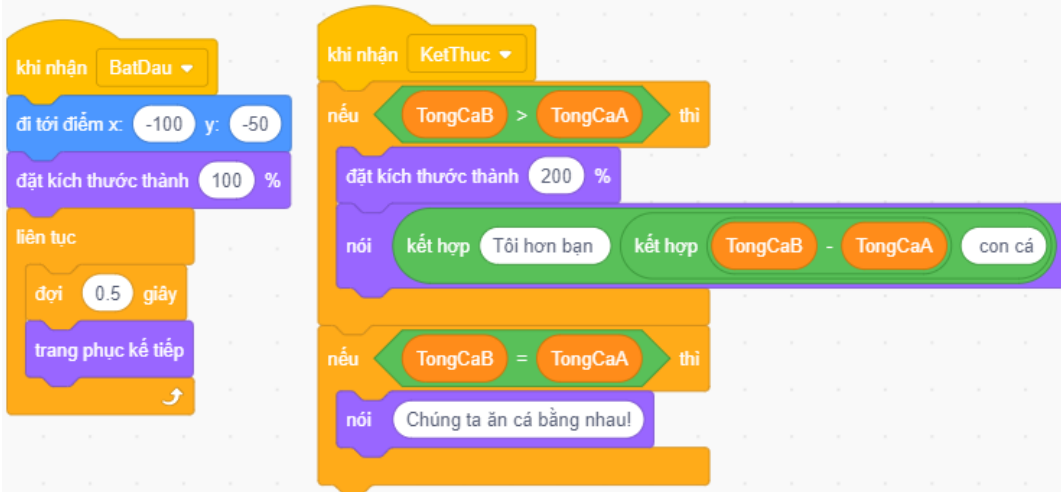 khi nhận BatDau
đi tới điểm x: -100 y: -50
đặt kích thước thành 100 %
liên tục
đợi 0.5 giây
trang phục kế tiếp
khi nhận KetThuc
nếu TongCaB > TongCaA thì
đặt kích thước thành 200 %
nói kết hợp Tôi hơn bạn kết hợp TongCaB - TongCaA con cá
nếu TongCaB = TongCaA thì
nói Chúng ta ăn cá bằng nhau!